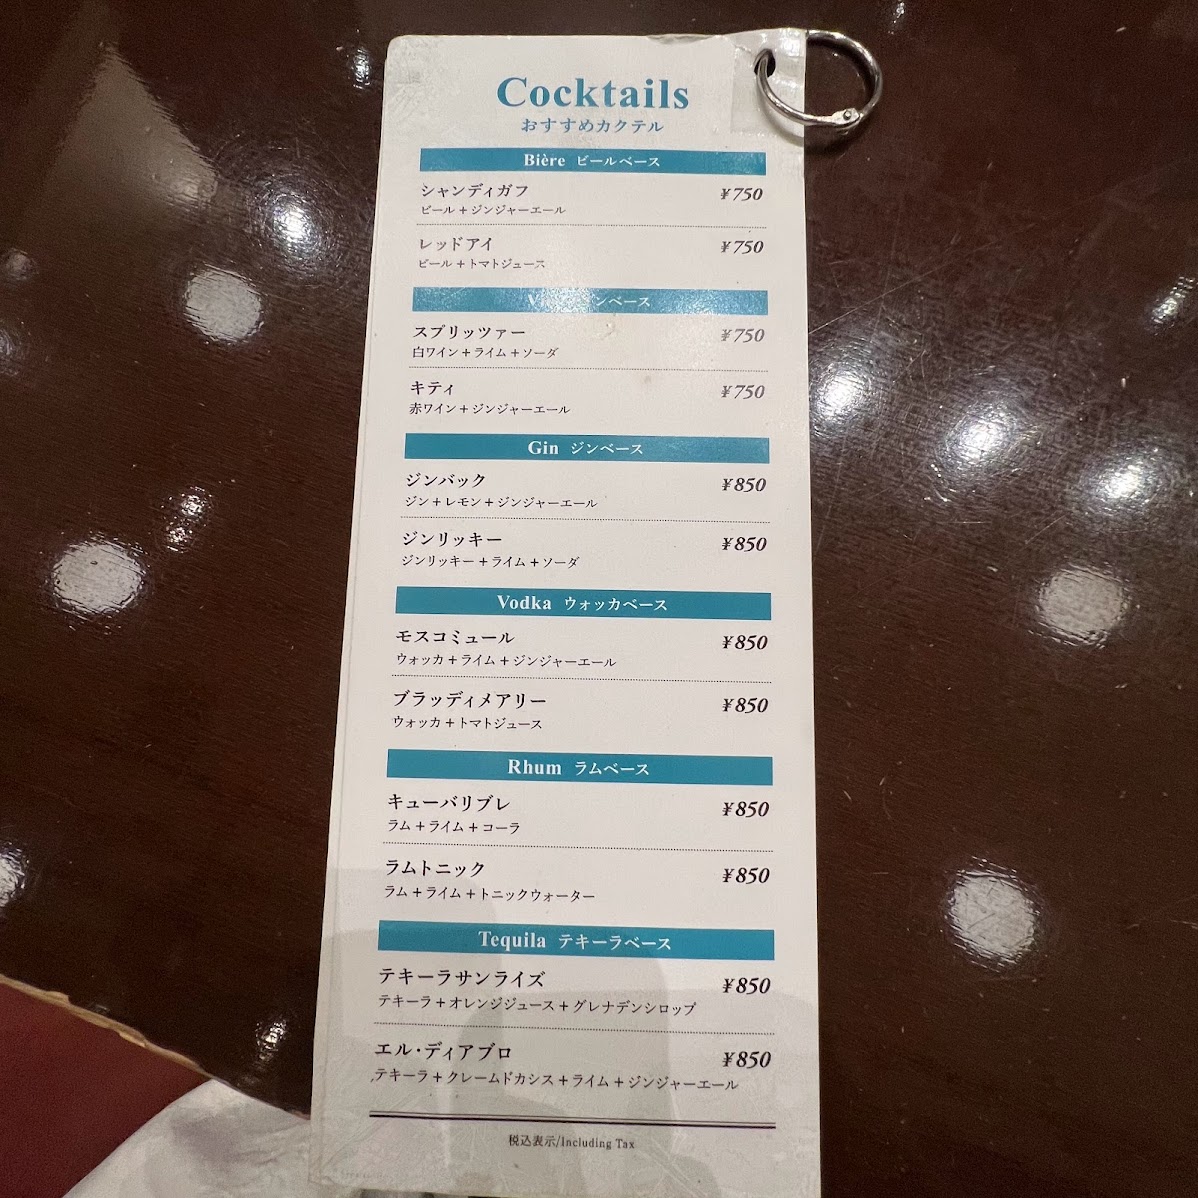 Cocktails
おすすめカクテル
Bière ビールベース
シャンディガフ ¥750
ビール+ジンジャーエール
レッドアイ ¥750
ビール+トマトジュース
ンベース
スプリッツァー ¥750
白ワイン+ライム+ソーダ
キティ ¥750
赤ワイン+ジンジャーエール
Gin ジンベース
ジンバック ¥850
ジン+レモン+ジンジャーエール
ジンリッキー ¥850
ジンリッキー+ライム+ソーダ
Vodka ウォッカベース
モスコミュール ¥850
ウォッカ+ライム+ジンジャーエール
ブラッディメアリー ¥850
ウォッカ+トマトジュース
Rhum ラムベース
キューバリブレ ¥850
ラム+ライム+コーラ
ラムトニック ¥850
ラム+ライム+トニックウォーター
Tequila テキーラベース
テキーラサンライズ ¥850
テキーラ+オレンジジュース+グレナデンシロップ
エル・ディアブロ ¥850
テキーラ+クレームドカシス+ライム+ジンジャーエール
税込表示/Including Tax